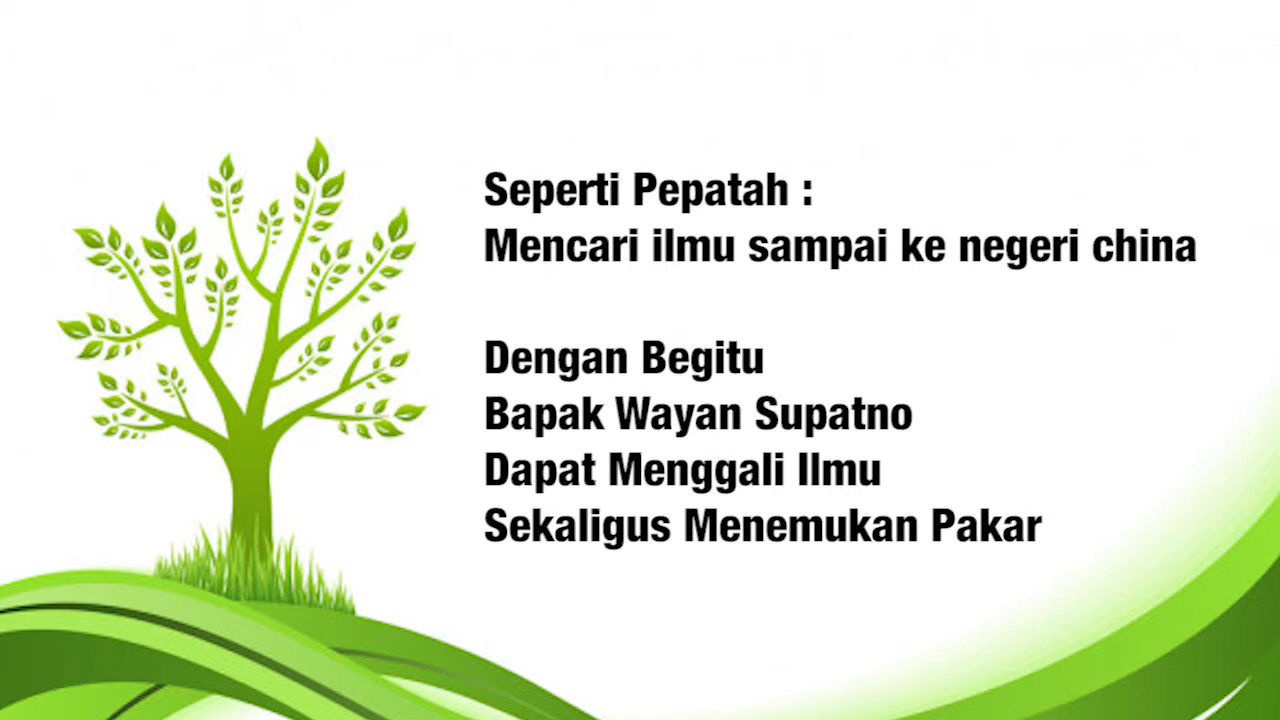 Seperti Pepatah :
Mencari ilmu sampai ke negeri china
Dengan Begitu
Bapak Wayan Supatno
Dapat Menggali Ilmu
Sekaligus Menemukan Pakar